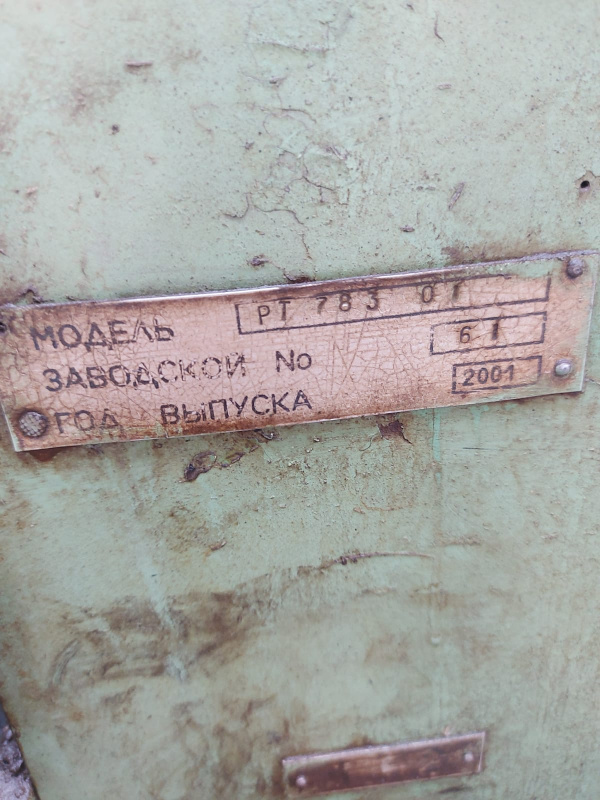 МОДЕЛЬ РТ 783 01
ЗАВОДСКОЙ No 61
ГОД ВЫПУСКА 2001